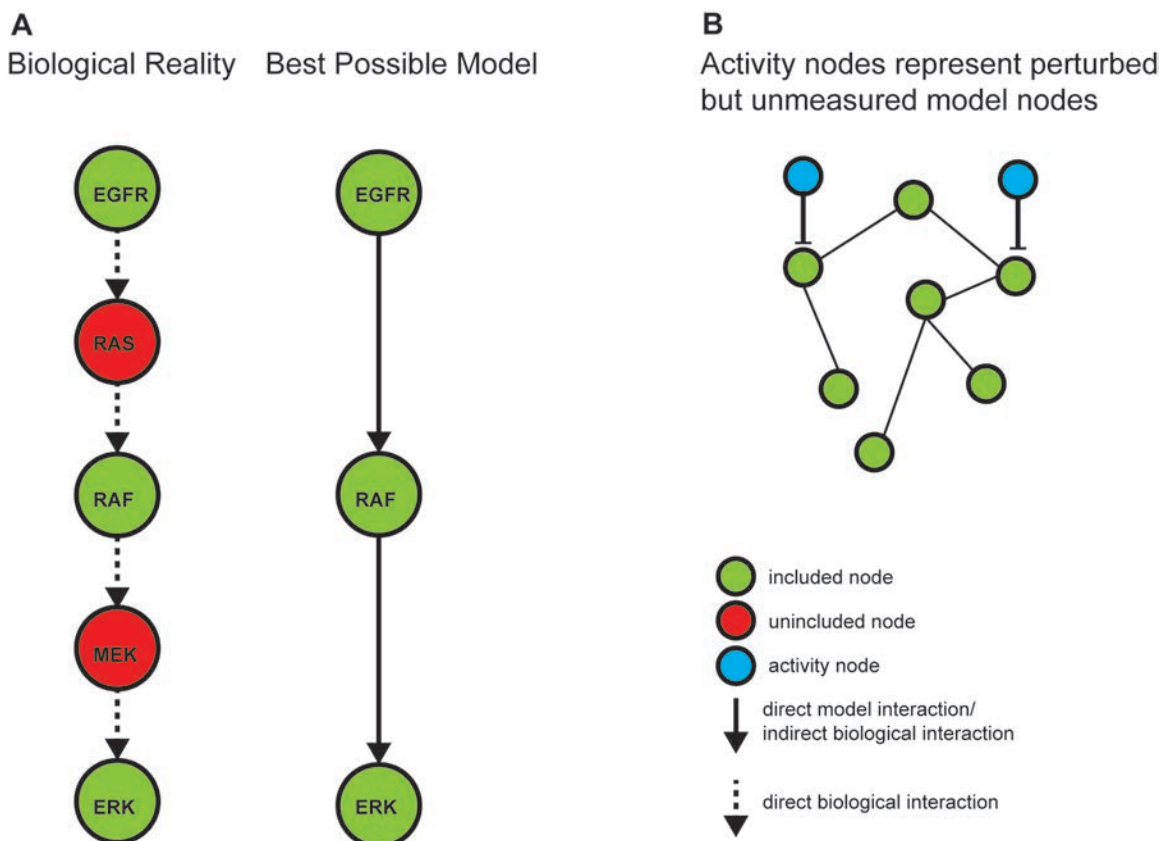 A
Biological Reality
Best Possible Model
EGFR
RAS
RAF
MEK
ERK
EGFR
RAF
ERK
B
Activity nodes represent perturbed
but unmeasured model nodes
included node
unincluded node
activity node
direct model interaction/
indirect biological interaction
direct biological interaction